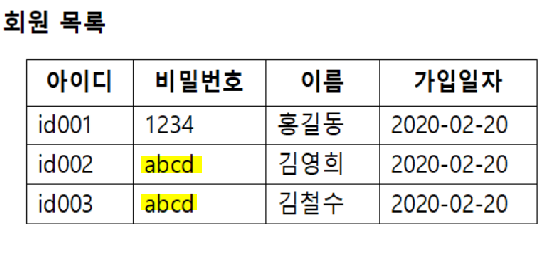 회원 목록
아이디 비밀번호 이름 가입일자
id001 1234 홍길동 2020-02-20
id002 abcd 김영희 2020-02-20
id003 abcd 김철수 2020-02-20